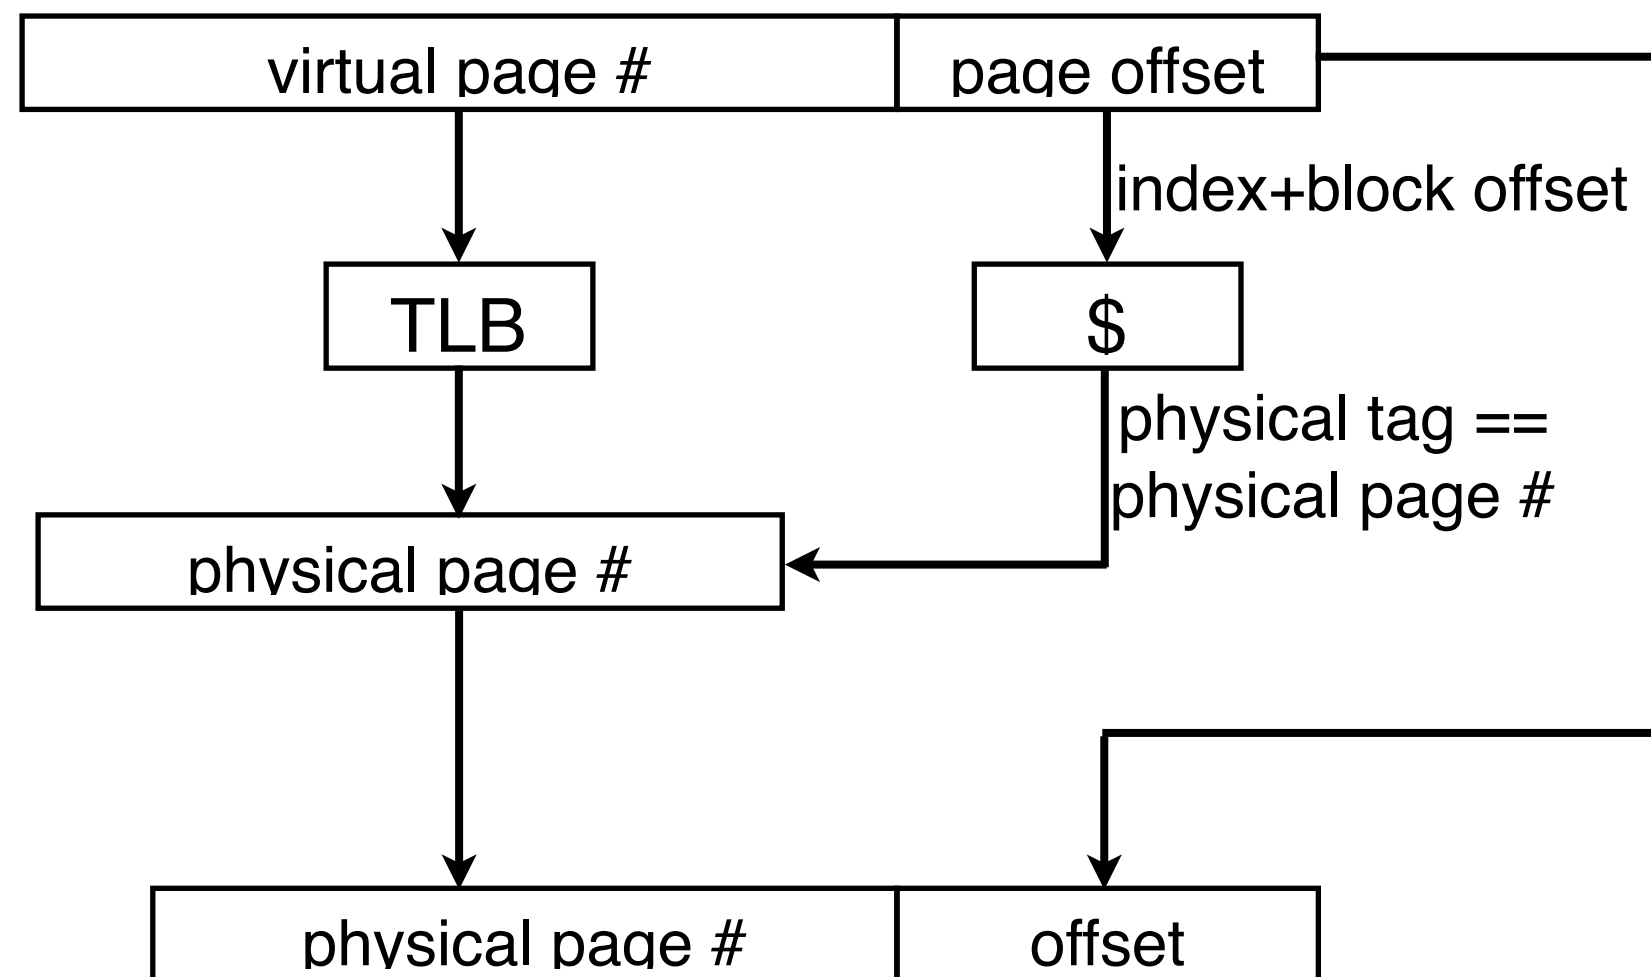 virtual page #
page offset
index+block offset
TLB
$
physical tag ==
physical page #
physical page #
physical page #
offset